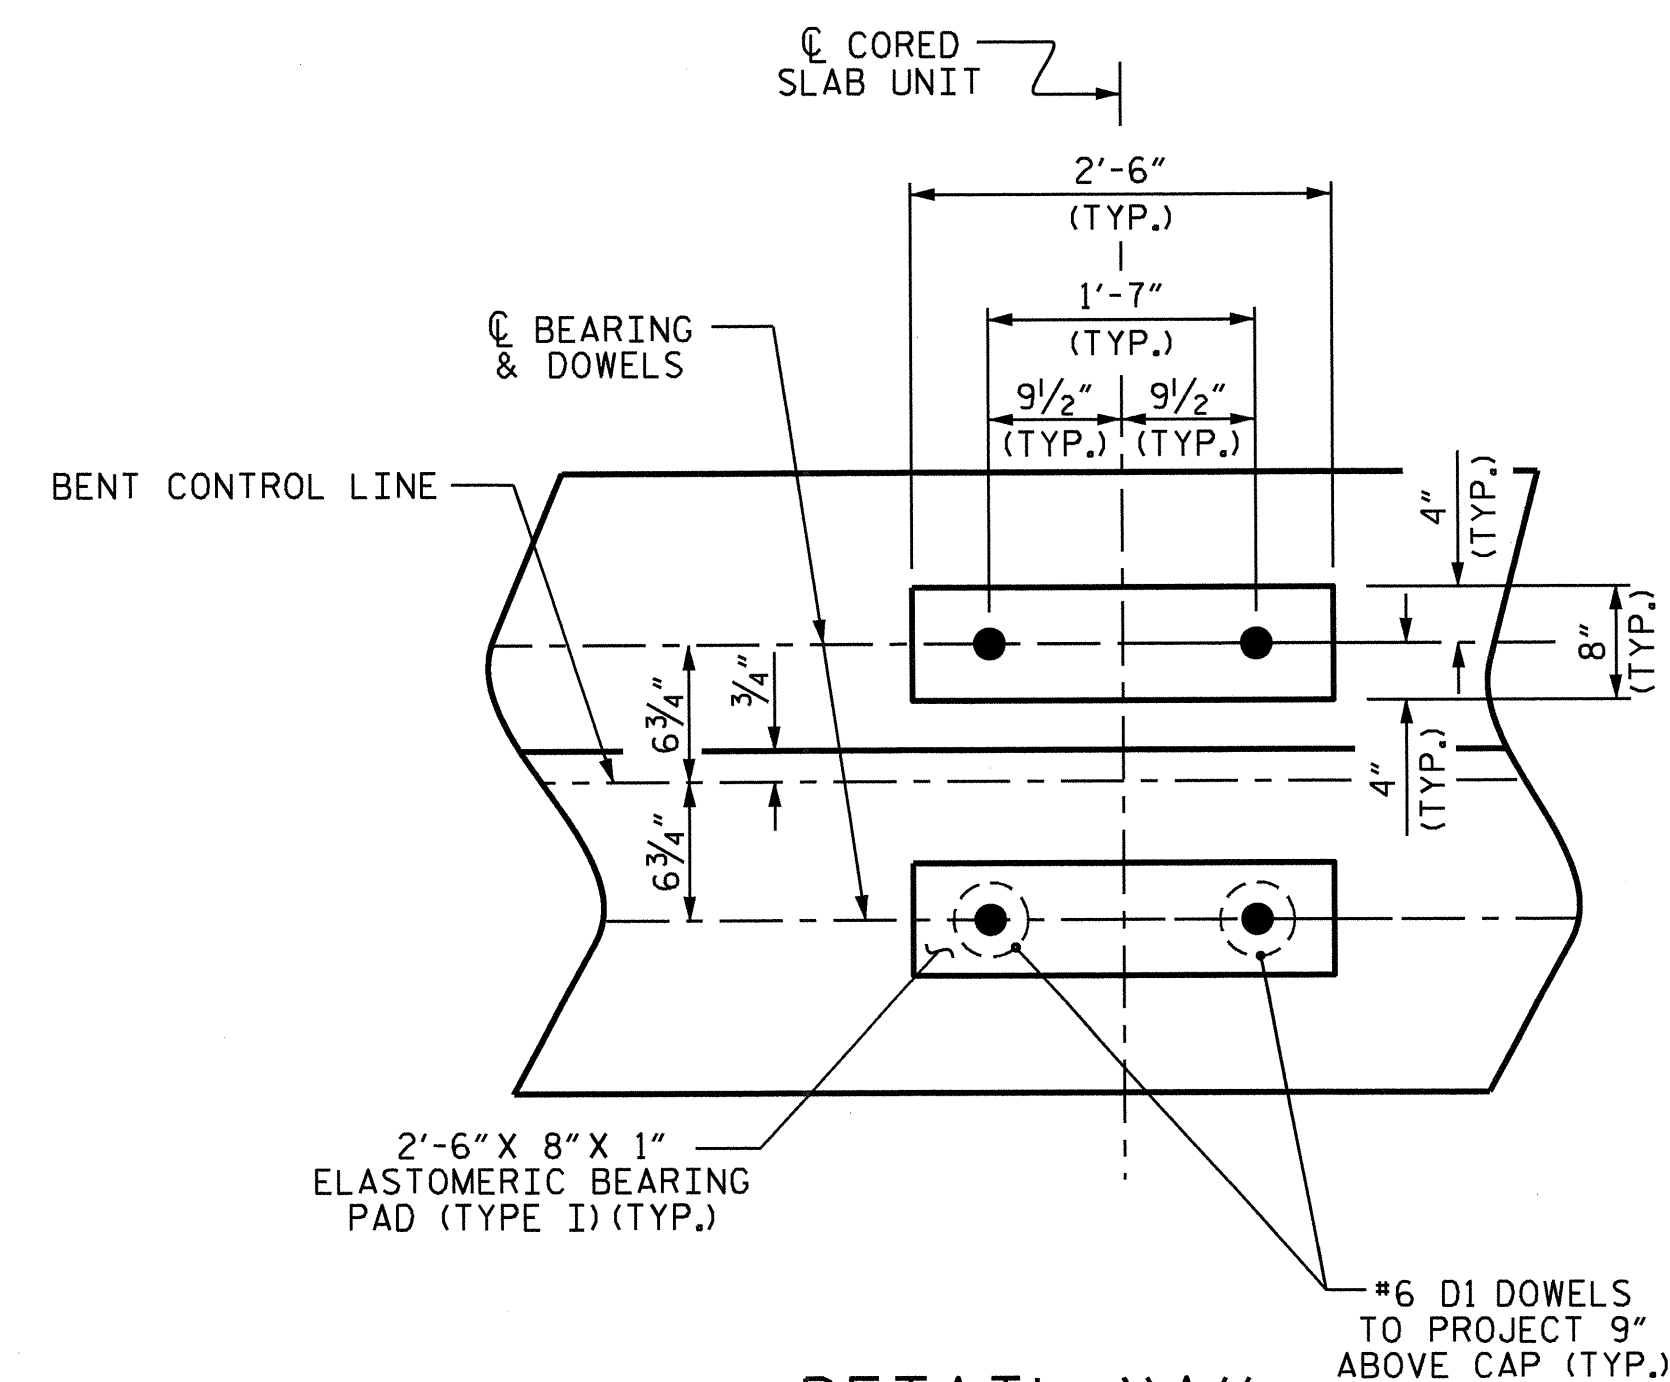 ℄ CORED
SLAB UNIT
2'-6"
(TYP.)
1'-7"
(TYP.)
℄ BEARING
& DOWELS
9½" 9½"
(TYP.) (TYP.)
BENT CONTROL LINE
4"
(TYP.)
8"
(TYP.)
6¾"
¾"
4"
(TYP.)
6¾"
2'-6" X 8" X 1"
ELASTOMERIC BEARING
PAD (TYPE I)(TYP.)
#6 D1 DOWELS
TO PROJECT 9"
ABOVE CAP (TYP.)